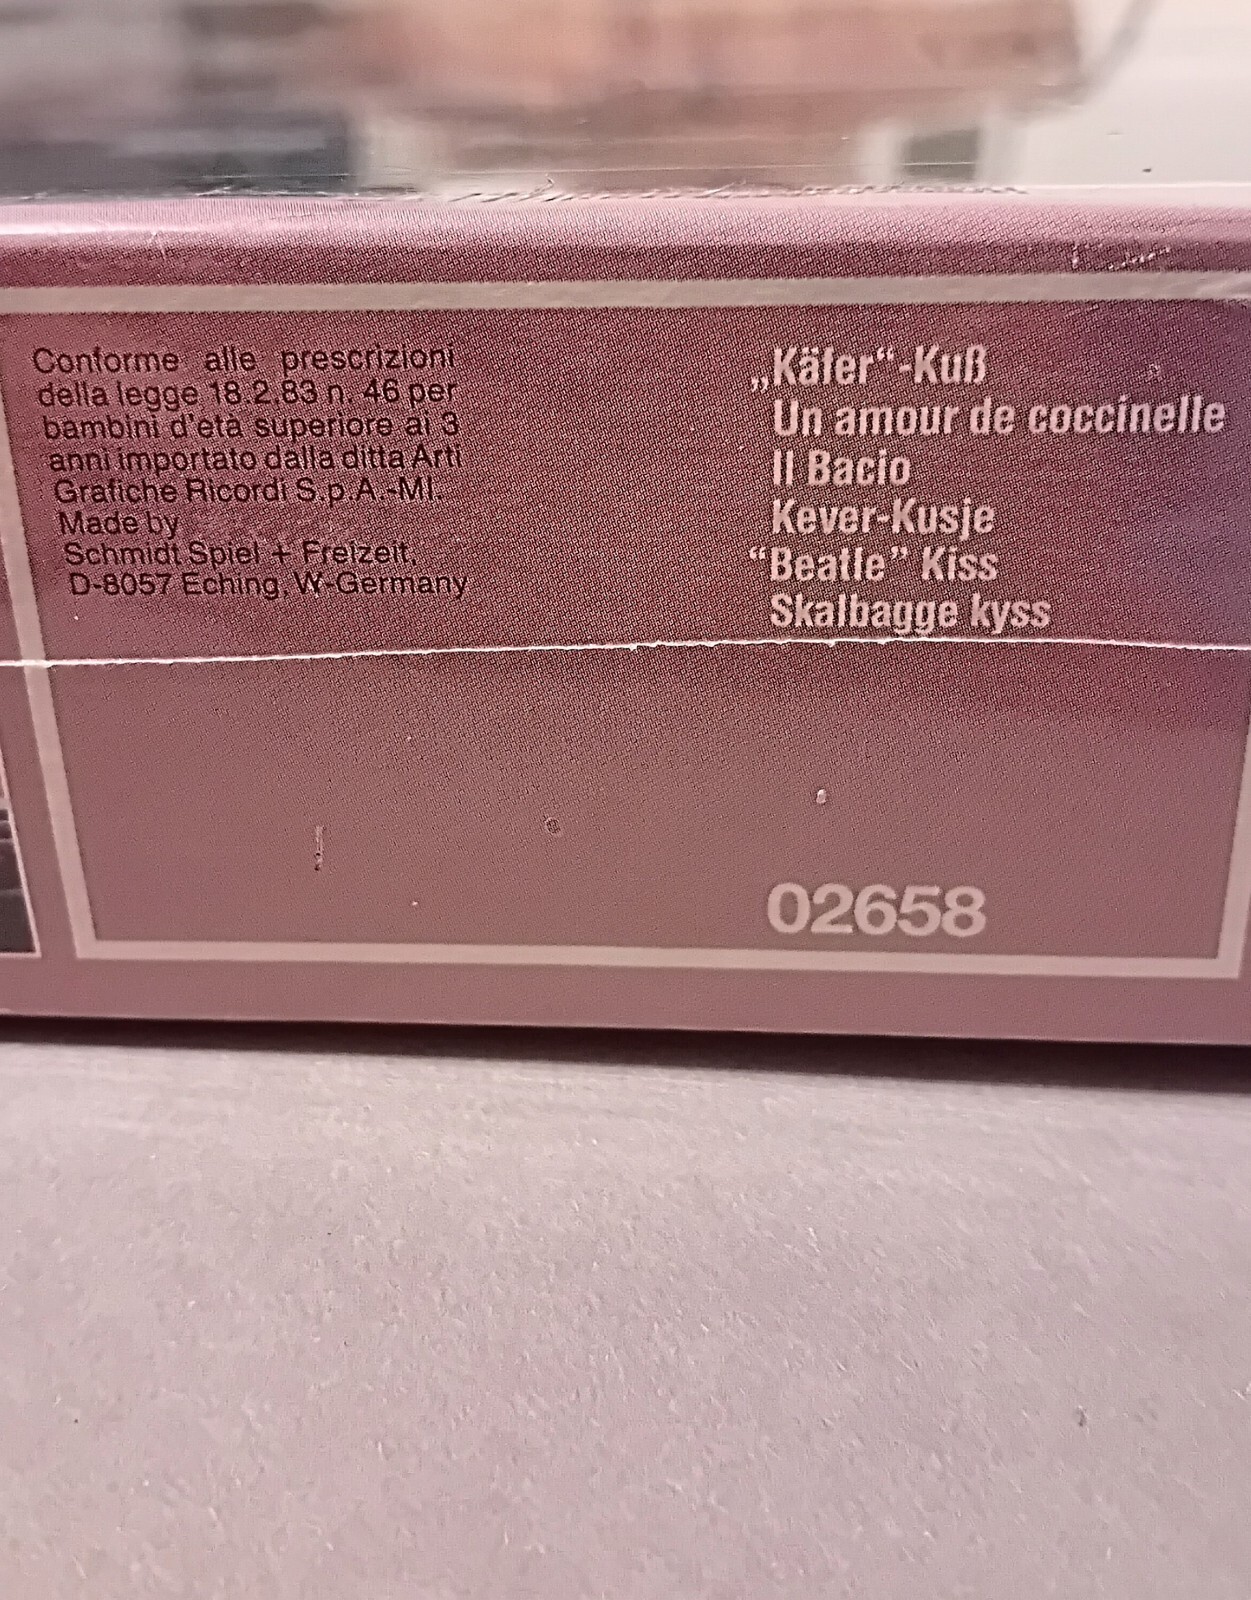 Conforme alle prescrizioni
della legge 18.2.83 n. 46 per
bambini d'età superiore ai 3
anni importato dalla ditta Arti
Grafiche Ricordi S.p.A.-MI.
Made by
Schmidt Spiel + Freizeit,
D-8057 Eching, W-Germany
„Käfer“-Kuß
Un amour de coccinelle
Il Bacio
Kever-Kusje
“Beatle” Kiss
Skalbagge kyss
02658